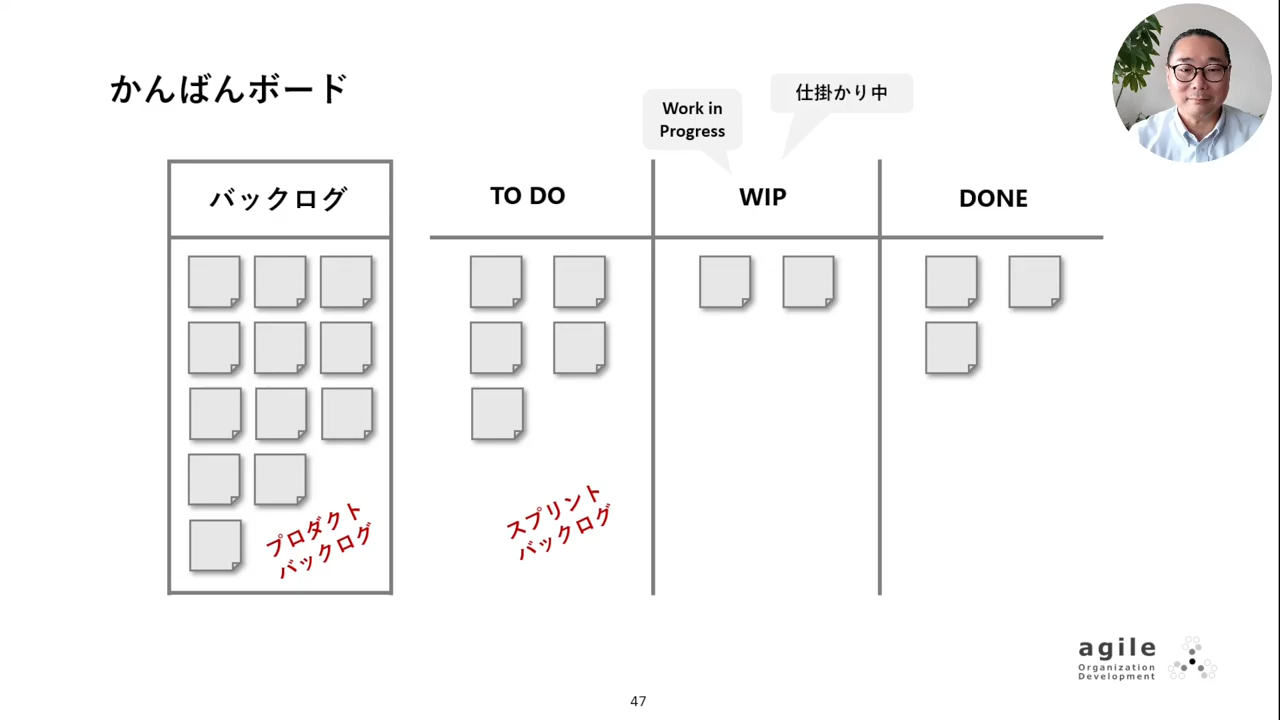 かんばんボード
Work in
Progress
仕掛かり中
バックログ
TO DO
WIP
DONE
プロダクト
バックログ
スプリント
バックログ
agile
Organization
Development
47